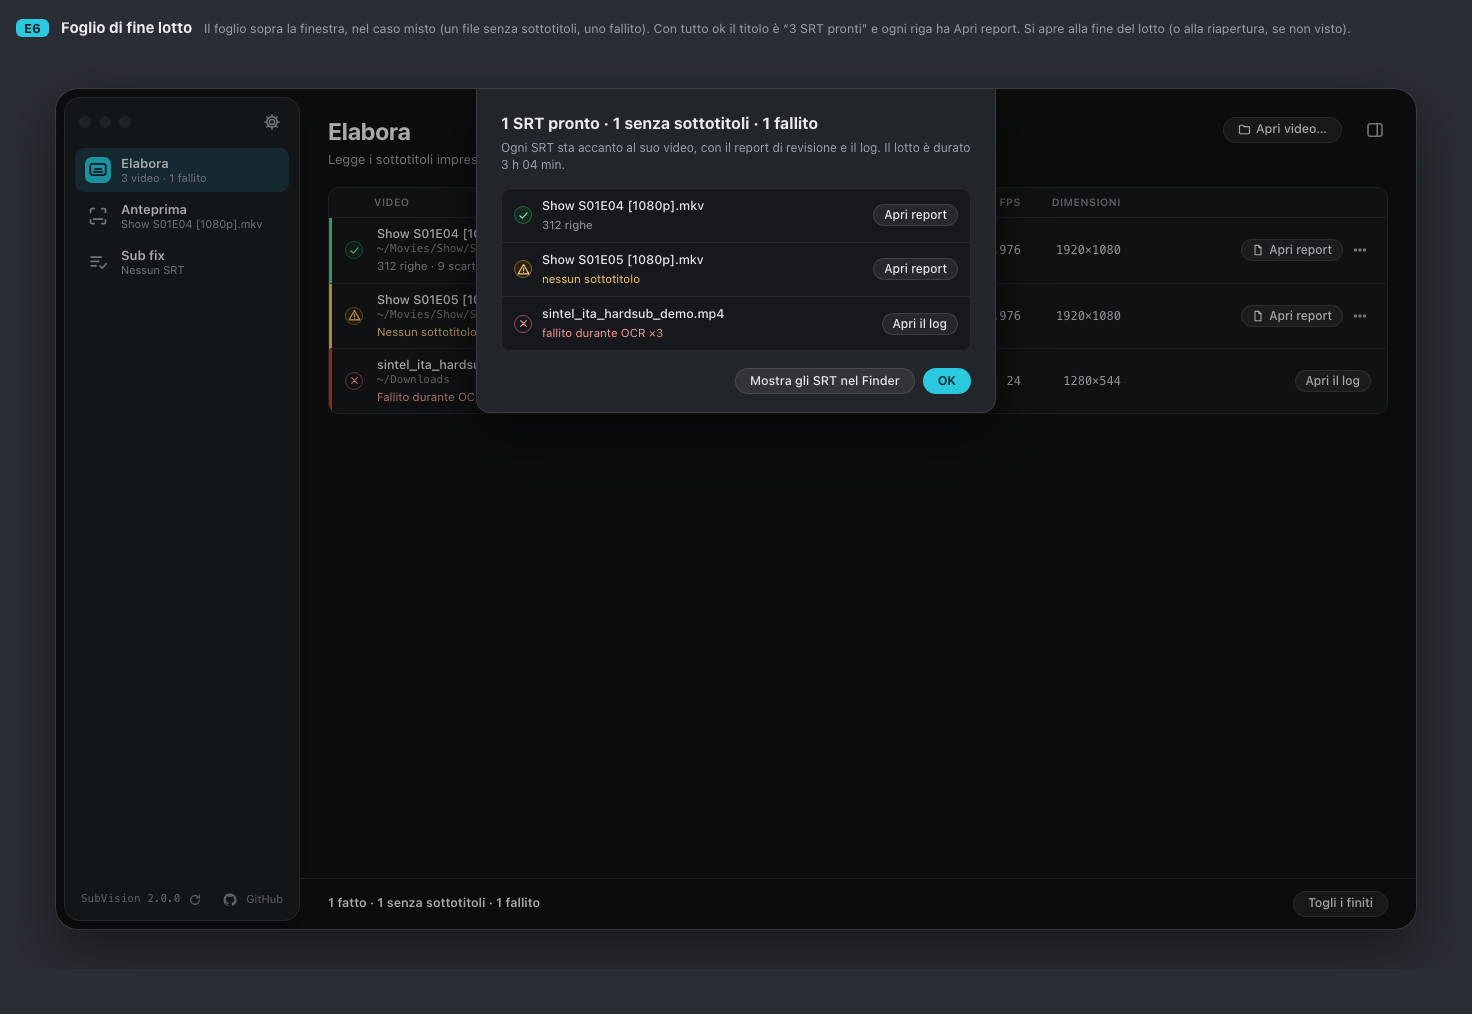 E6 Foglio di fine lotto Il foglio sopra la finestra, nel caso misto (un file senza sottotitoli, uno fallito). Con tutto ok il titolo è “3 SRT pronti” e ogni riga ha Apri report. Si apre alla fine del lotto (o alla riapertura, se non visto).
Elabora
3 video · 1 fallito
Anteprima
Show S01E04 [1080p].mkv
Sub fix
Nessun SRT
SubVision 2.0.0 GitHub
Elabora
Legge i sottotitoli impres
Apri video...
VIDEO FPS DIMENSIONI
Show S01E04 [10
~/Movies/Show/S
312 righe · 9 scart
976 1920×1080 Apri report
Show S01E05 [10
~/Movies/Show/S
Nessun sottotitolo
976 1920×1080 Apri report
sintel_ita_hardsu
~/Downloads
Fallito durante OC
24 1280×544 Apri il log
1 SRT pronto · 1 senza sottotitoli · 1 fallito
Ogni SRT sta accanto al suo video, con il report di revisione e il log. Il lotto è durato
3 h 04 min.
Show S01E04 [1080p].mkv
312 righe
Apri report
Show S01E05 [1080p].mkv
nessun sottotitolo
Apri report
sintel_ita_hardsub_demo.mp4
fallito durante OCR ×3
Apri il log
Mostra gli SRT nel Finder OK
1 fatto · 1 senza sottotitoli · 1 fallito
Togli i finiti